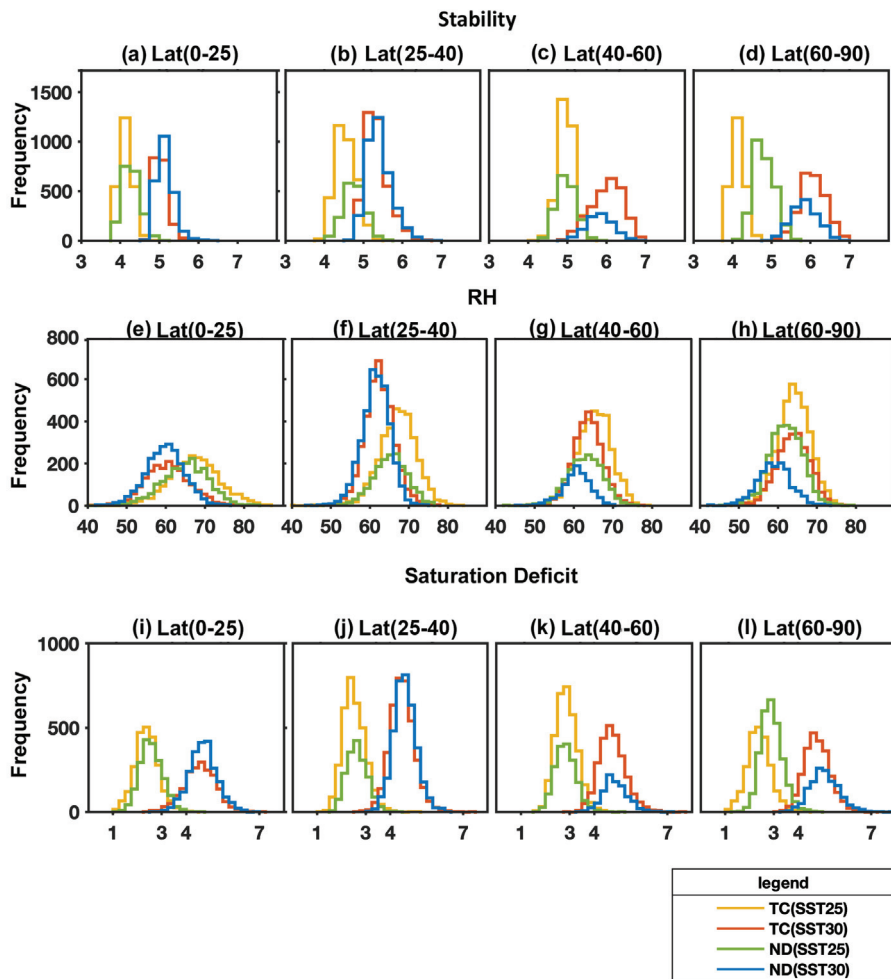 Stability
(a) Lat(0-25) (b) Lat(25-40) (c) Lat(40-60) (d) Lat(60-90)
Frequency
1500
1000
500
0
3 4 5 6 7 3 4 5 6 7 3 4 5 6 7 3 4 5 6 7
RH
(e) Lat(0-25) (f) Lat(25-40) (g) Lat(40-60) (h) Lat(60-90)
Frequency
800
600
400
200
0
40 50 60 70 80 40 50 60 70 80 40 50 60 70 80 40 50 60 70 80
Saturation Deficit
(i) Lat(0-25) (j) Lat(25-40) (k) Lat(40-60) (l) Lat(60-90)
Frequency
1000
500
0
1 3 4 7 1 3 4 7 1 3 4 7 1 3 4 7
legend
TC(SST25)
TC(SST30)
ND(SST25)
ND(SST30)